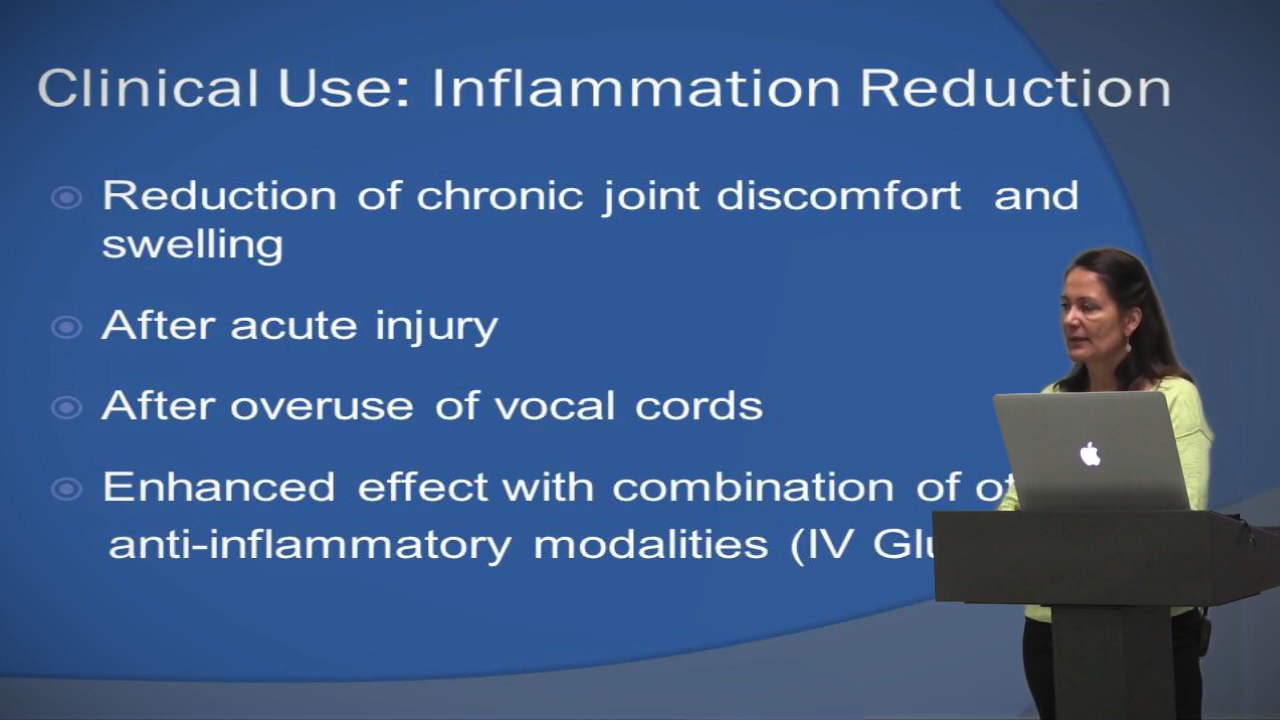 Clinical Use: Inflammation Reduction
Reduction of chronic joint discomfort and
swelling
After acute injury
After overuse of vocal cords
Enhanced effect with combination of
anti-inflammatory modalities (IV